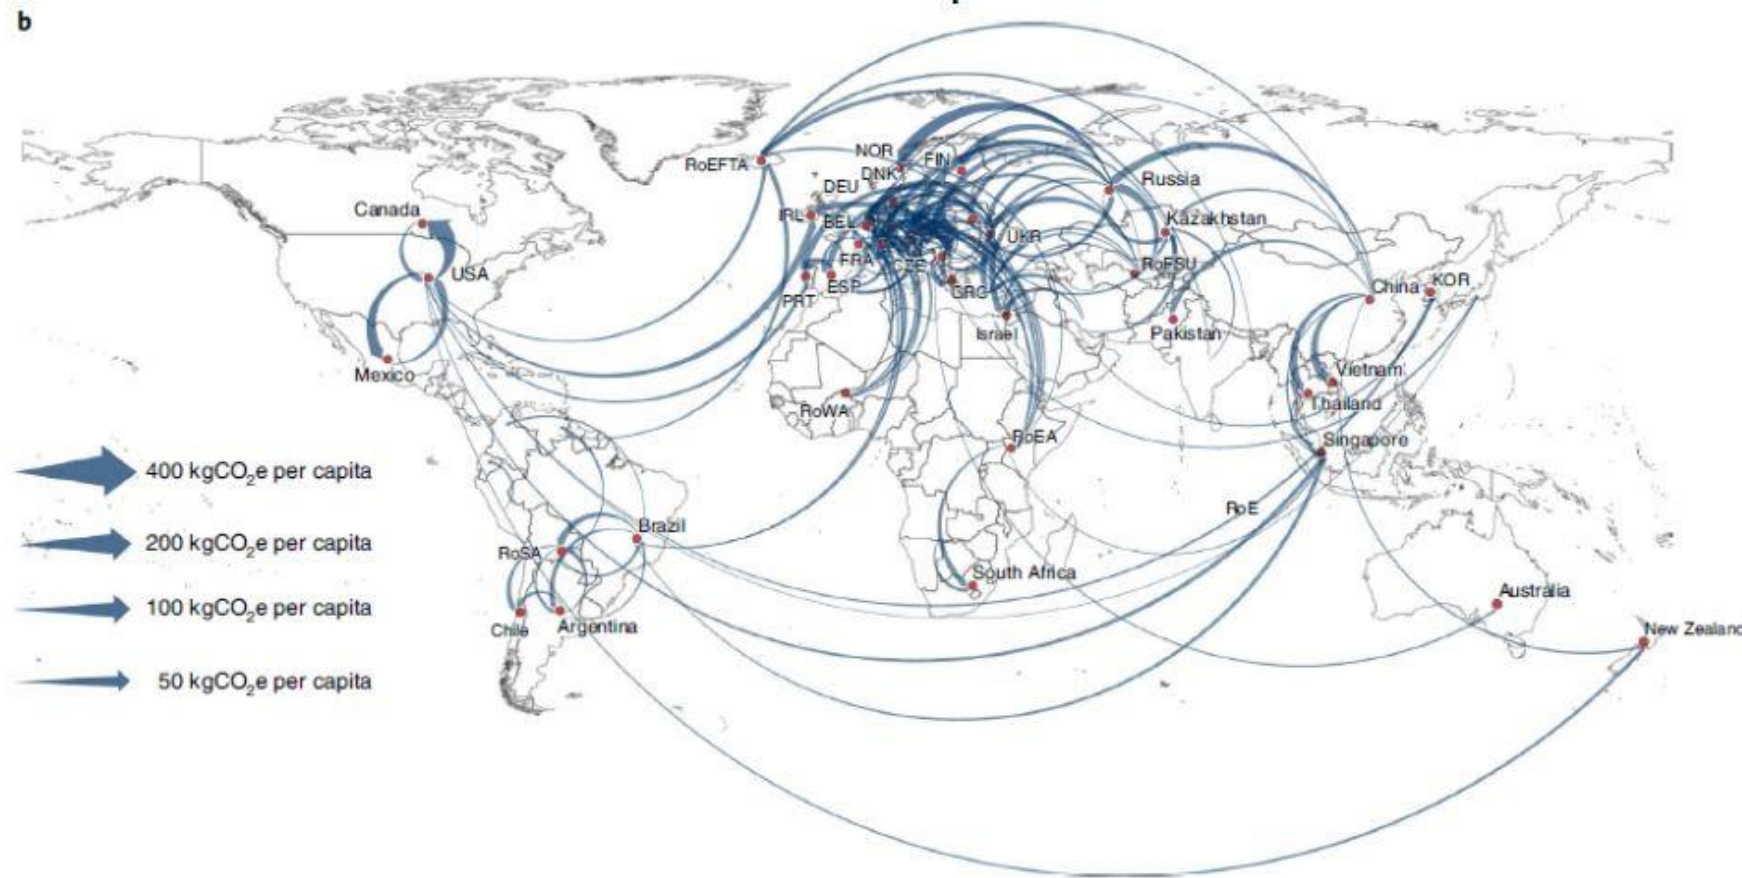 b
RoEFTA
NOR
FIN
DNK
DEU
Russia
Canada
IRL
BEL
Kazakhstan
UKR
FRA
CZE
RoFSU
USA
PRT
ESP
GRC
China
KOR
Israel
Pakistan
Mexico
Vietnam
Thailand
RoWA
RoEA
Singapore
400 kgCO₂e per capita
RoE
Brazil
200 kgCO₂e per capita
RoSA
South Africa
Australia
100 kgCO₂e per capita
Chile
Argentina
New Zealand
50 kgCO₂e per capita